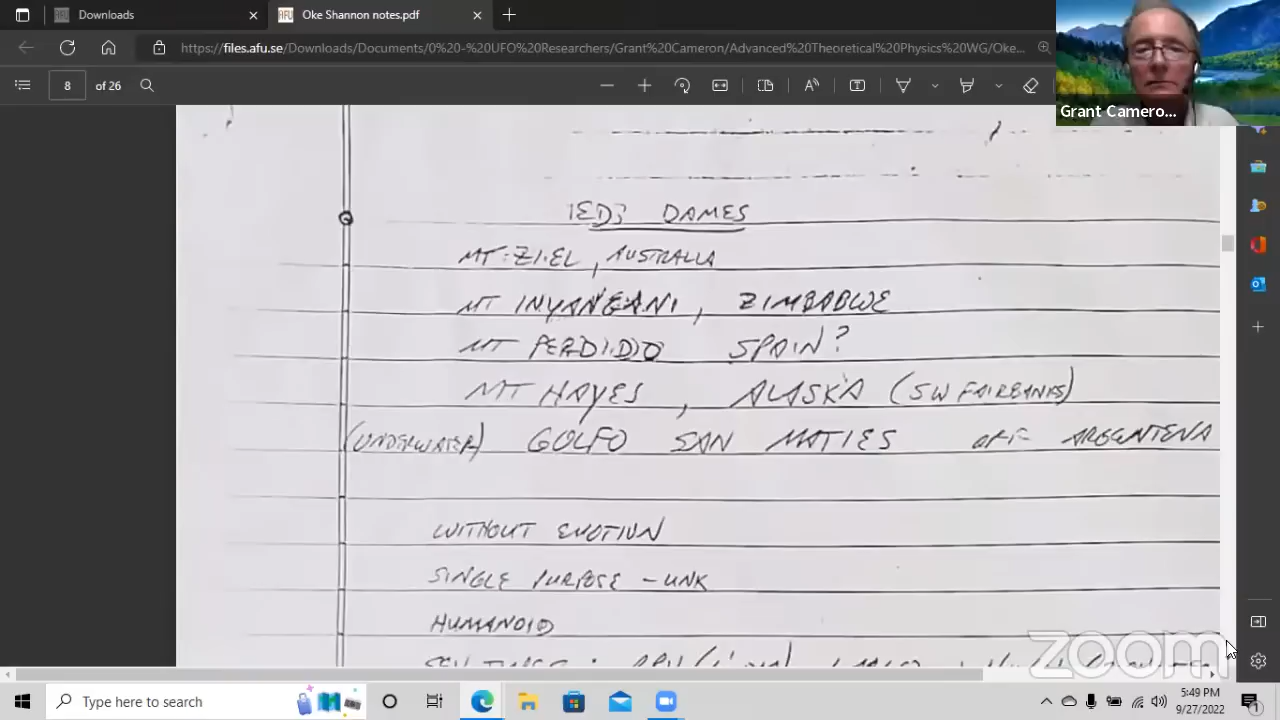 Downloads
Oke Shannon notes.pdf
https://files.afu.se/Downloads/Documents/0%20-%20UFO%20Researchers/Grant%20Cameron/Advanced%20Theoretical%20Physics%20WG/Oke...
8 of 26
Grant Camero...
DAMES
MT. ZIEL, AUSTRALIA
MT INYANGANI, ZIMBABWE
MT PERDIDIO SPAIN?
MT HAYES, ALASKA (SW FAIRBANKS)
(UNDERWATER) GOLFO SAN MATIES OFF ARGENTENA
WITHOUT EMOTION
SINGLE PURPOSE - UNK
HUMANOID
zoom
Type here to search
5:49 PM
9/27/2022